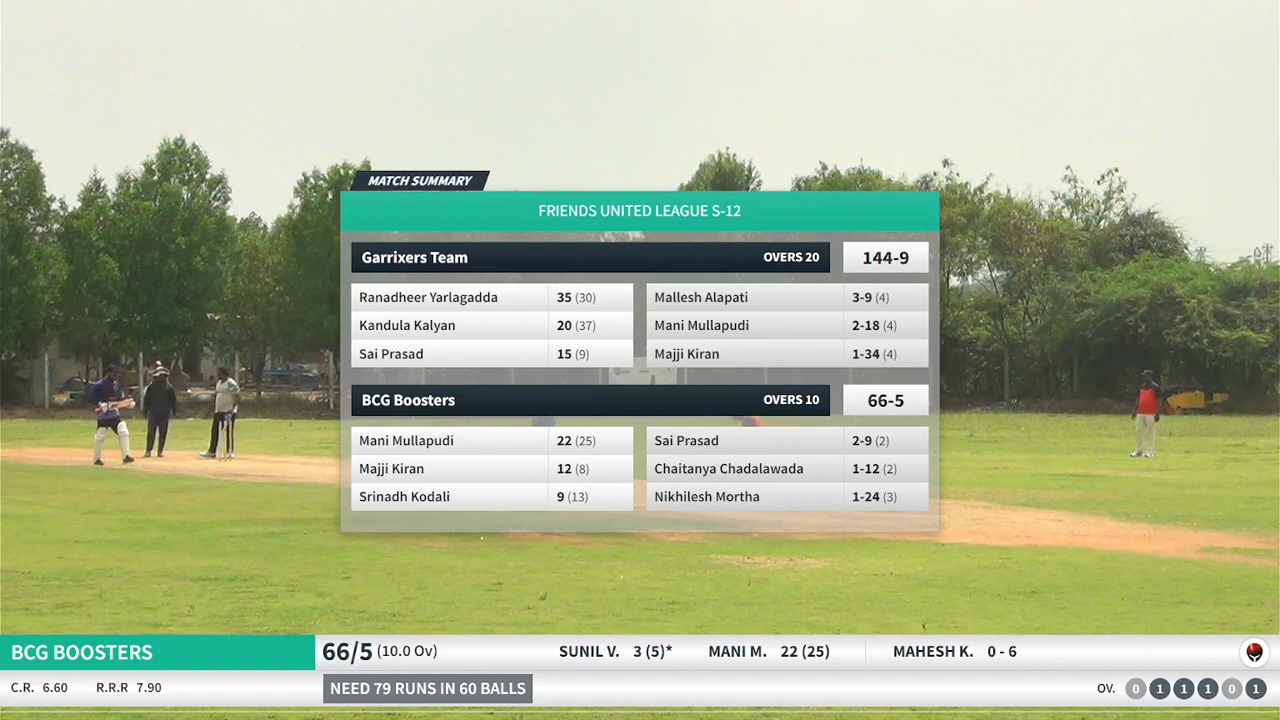 MATCH SUMMARY
FRIENDS UNITED LEAGUE S-12
Garrixers Team OVERS 20 144-9
Ranadheer Yarlagadda 35 (30) Mallesh Alapati 3-9 (4)
Kandula Kalyan 20 (37) Mani Mullapudi 2-18 (4)
Sai Prasad 15 (9) Majji Kiran 1-34 (4)
BCG Boosters OVERS 10 66-5
Mani Mullapudi 22 (25) Sai Prasad 2-9 (2)
Majji Kiran 12 (8) Chaitanya Chadalawada 1-12 (2)
Srinadh Kodali 9 (13) Nikhilesh Mortha 1-24 (3)
BCG BOOSTERS 66/5 (10.0 Ov) SUNIL V. 3 (5)* MANI M. 22 (25) MAHESH K. 0 - 6
C.R. 6.60 R.R.R 7.90 NEED 79 RUNS IN 60 BALLS OV. 0 1 1 1 0 1